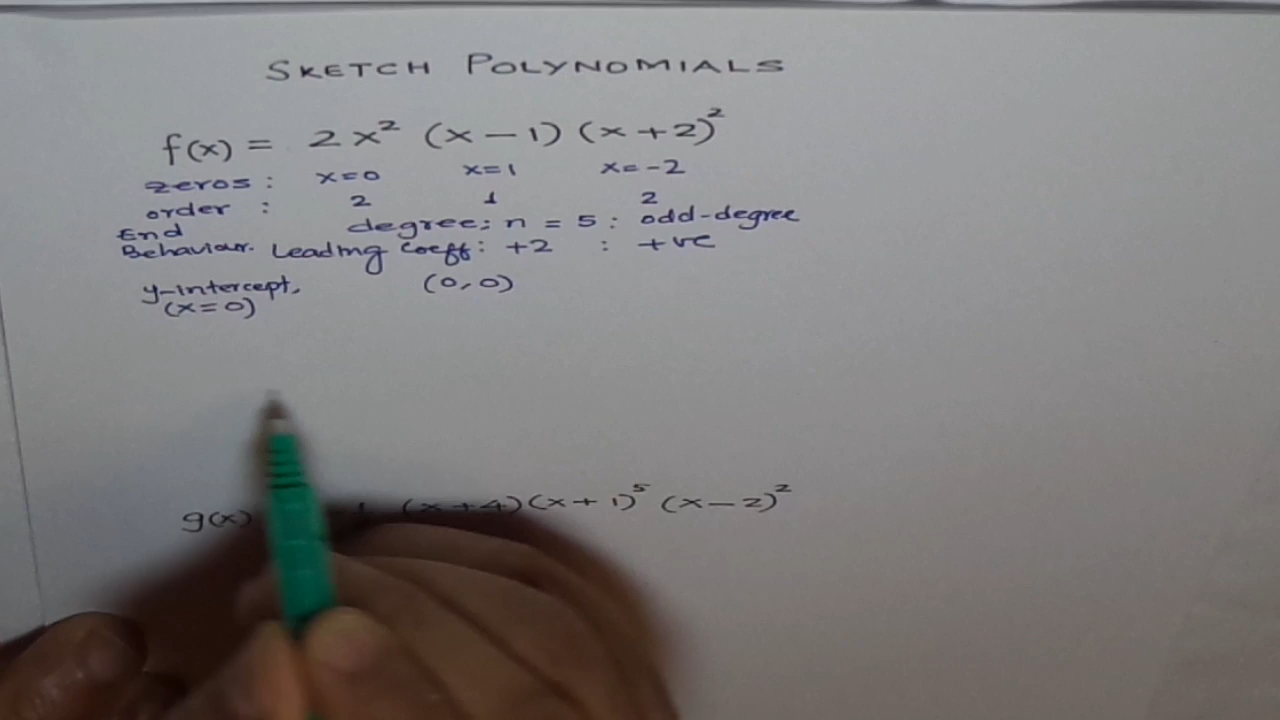 SKETCH POLYNOMIALS
f(x) = 2x² (x-1) (x+2)²
zeros: x=0 x=1 x=-2
order: 2 1 2
End degree; n = 5 : odd-degree
Behaviour. Leading Coeff: +2 : +ve
y-intercept, (0,0)
(x=0)
g(x) (x+4)(x+1)⁵ (x-2)²